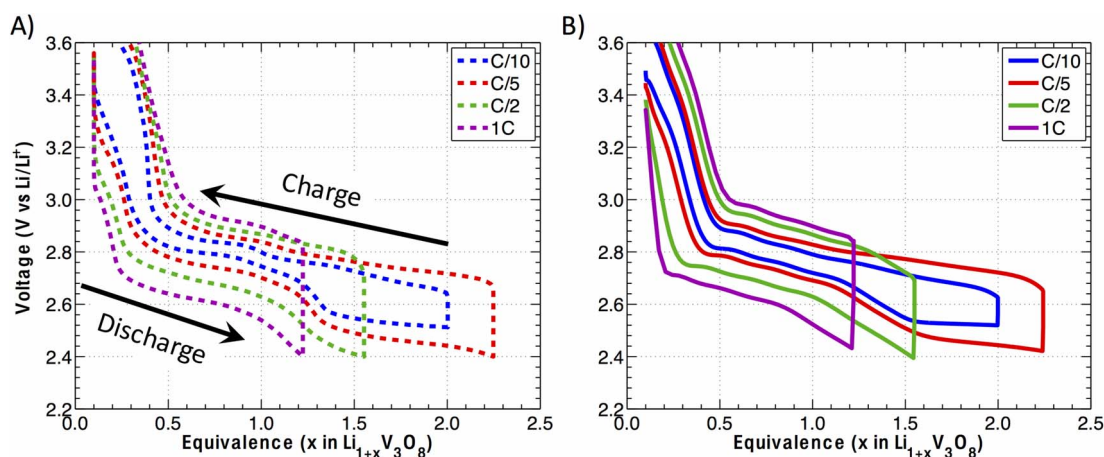 A)
3.6
3.4
3.2
3.0
2.8
2.6
2.4
2.2
Voltage (V vs Li/Li⁺)
C/10
C/5
C/2
1C
Charge
Discharge
0.0 0.5 1.0 1.5 2.0 2.5
Equivalence (x in Li₁₊ₓV₃O₈)
B)
3.6
3.4
3.2
3.0
2.8
2.6
2.4
2.2
C/10
C/5
C/2
1C
0.0 0.5 1.0 1.5 2.0 2.5
Equivalence (x in Li₁₊ₓV₃O₈)